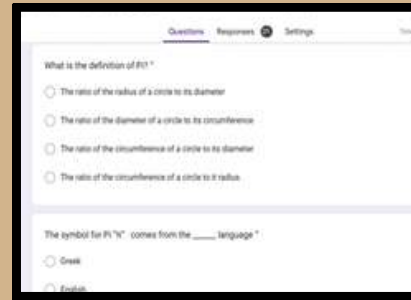 Questions Responses Settings
What is the definition of Pi? *
The ratio of the radius of a circle to its diameter
The ratio of the diameter of a circle to its circumference
The ratio of the circumference of a circle to its diameter
The ratio of the circumference of a circle to it radius
The symbol for Pi comes from the _____ language *
Greek
English